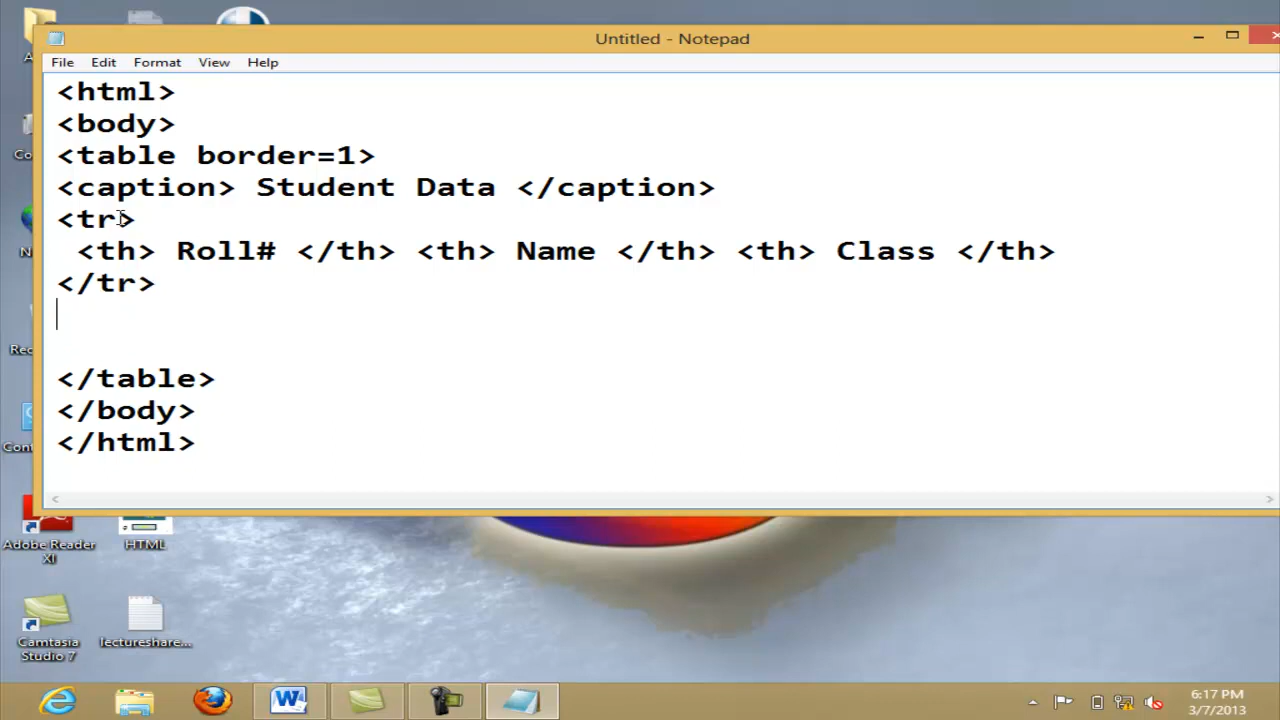 Untitled - Notepad
File Edit Format View Help
<html>
<body>
<table border=1>
<caption> Student Data </caption>
<tr>
<th> Roll# </th> <th> Name </th> <th> Class </th>
</tr>
</table>
</body>
</html>
Adobe Reader XI
HTML
Camtasia Studio 7
lectureshare...
6:17 PM
3/7/2013